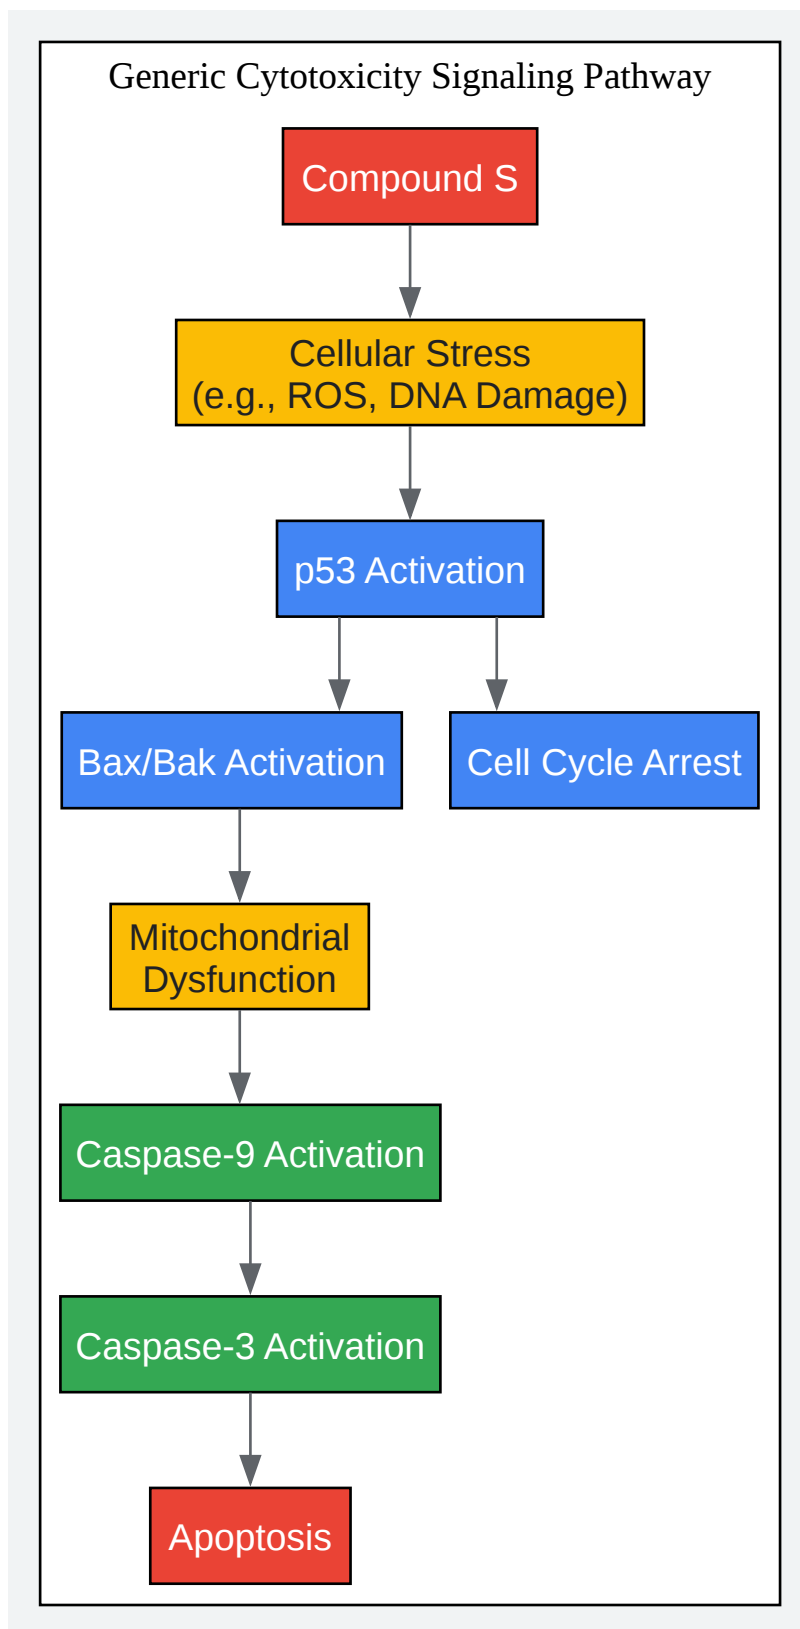 Generic Cytotoxicity Signaling Pathway
Compound S
Cellular Stress
(e.g., ROS, DNA Damage)
p53 Activation
Bax/Bak Activation
Cell Cycle Arrest
Mitochondrial
Dysfunction
Caspase-9 Activation
Caspase-3 Activation
Apoptosis